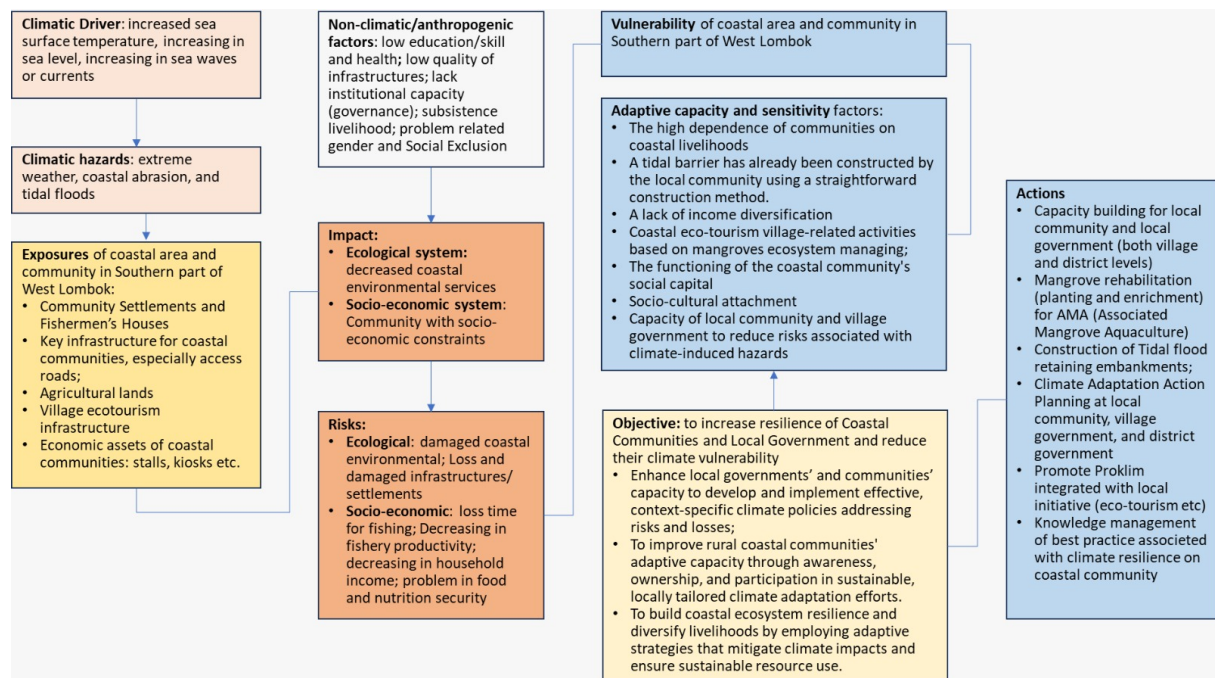 Climatic Driver: increased sea
surface temperature, increasing in
sea level, increasing in sea waves
or currents
Climatic hazards: extreme
weather, coastal abrasion, and
tidal floods
Exposures of coastal area and
community in Southern part of
West Lombok:
• Community Settlements and
Fishermen's Houses
• Key infrastructure for coastal
communities, especially access
roads;
• Agricultural lands
• Village ecotourism
infrastructure
• Economic assets of coastal
communities: stalls, kiosks etc.
Non-climatic/anthropogenic
factors: low education/skill
and health; low quality of
infrastructures; lack
institutional capacity
(governance); subsistence
livelihood; problem related
gender and Social Exclusion
Impact:
• Ecological system:
decreased coastal
environmental services
• Socio-economic system:
Community with socio-
economic constraints
Risks:
• Ecological: damaged coastal
environmental; Loss and
damaged infrastructures/
settlements
• Socio-economic: loss time
for fishing; Decreasing in
fishery productivity;
decreasing in household
income; problem in food
and nutrition security
Vulnerability of coastal area and community in
Southern part of West Lombok
Adaptive capacity and sensitivity factors:
• The high dependence of communities on
coastal livelihoods
• A tidal barrier has already been constructed by
the local community using a straightforward
construction method.
• A lack of income diversification
• Coastal eco-tourism village-related activities
based on mangroves ecosystem managing;
• The functioning of the coastal community's
social capital
• Socio-cultural attachment
• Capacity of local community and village
government to reduce risks associated with
climate-induced hazards
Objective: to increase resilience of Coastal
Communities and Local Government and reduce
their climate vulnerability
• Enhance local governments' and communities'
capacity to develop and implement effective,
context-specific climate policies addressing
risks and losses;
• To improve rural coastal communities'
adaptive capacity through awareness,
ownership, and participation in sustainable,
locally tailored climate adaptation efforts.
• To build coastal ecosystem resilience and
diversify livelihoods by employing adaptive
strategies that mitigate climate impacts and
ensure sustainable resource use.
Actions
• Capacity building for local
community and local
government (both village
and district levels)
• Mangrove rehabilitation
(planting and enrichment)
for AMA (Associated
Mangrove Aquaculture)
• Construction of Tidal flood
retaining embankments;
• Climate Adaptation Action
Planning at local
community, village
government, and district
government
• Promote Proklim
integrated with local
initiative (eco-tourism etc)
• Knowledge management
of best practice associeted
with climate resilience on
coastal community